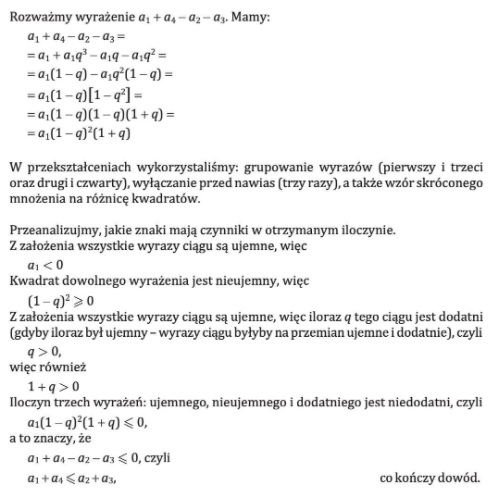 Rozważmy wyrażenie a₁ + a₄ – a₂ – a₃. Mamy:
a₁ + a₄ – a₂ – a₃ =
= a₁ + a₁q³ – a₁q – a₁q² =
= a₁(1 – q) – a₁q²(1 – q) =
= a₁(1 – q)[1 – q²] =
= a₁(1 – q)(1 – q)(1 + q) =
= a₁(1 – q)²(1 + q)
W przekształceniach wykorzystaliśmy: grupowanie wyrazów (pierwszy i trzeci
oraz drugi i czwarty), wyłączanie przed nawias (trzy razy), a także wzór skróconego
mnożenia na różnicę kwadratów.
Przeanalizujmy, jakie znaki mają czynniki w otrzymanym iloczynie.
Z założenia wszystkie wyrazy ciągu są ujemne, więc
a₁ < 0
Kwadrat dowolnego wyrażenia jest nieujemny, więc
(1 – q)² ⩾ 0
Z założenia wszystkie wyrazy ciągu są ujemne, więc iloraz q tego ciągu jest dodatni
(gdyby iloraz był ujemny – wyrazy ciągu byłyby na przemian ujemne i dodatnie), czyli
q > 0,
więc również
1 + q > 0
Iloczyn trzech wyrażeń: ujemnego, nieujemnego i dodatniego jest niedodatni, czyli
a₁(1 – q)²(1 + q) ⩽ 0,
a to znaczy, że
a₁ + a₄ – a₂ – a₃ ⩽ 0, czyli
a₁ + a₄ ⩽ a₂ + a₃, co kończy dowód.